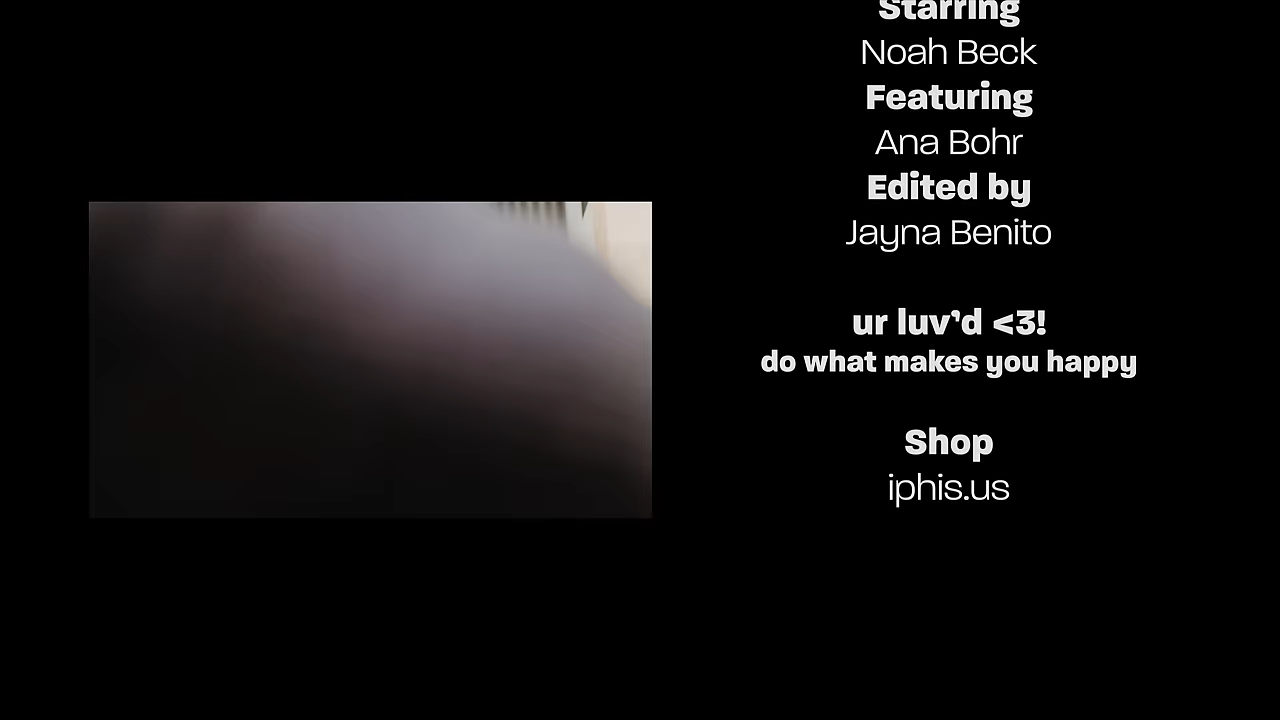 Starring
Noah Beck
Featuring
Ana Bohr
Edited by
Jayna Benito
ur luv’d <3!
do what makes you happy
Shop
iphis.us